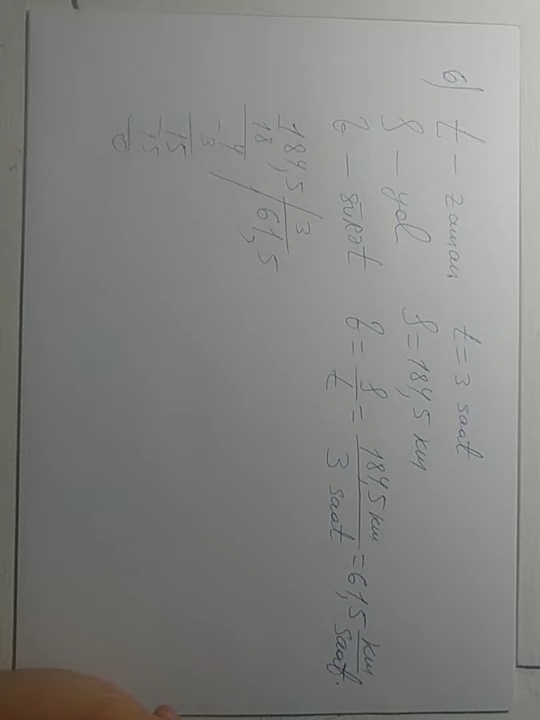 6) t - zaman t = 3 saat
S - yol S = 184,5 km
v - sürət v = S/t = 184,5 km / 3 saat = 61,5 km/saat.
184,5 | 3
18 | 61,5
4
-3
15
-15
0